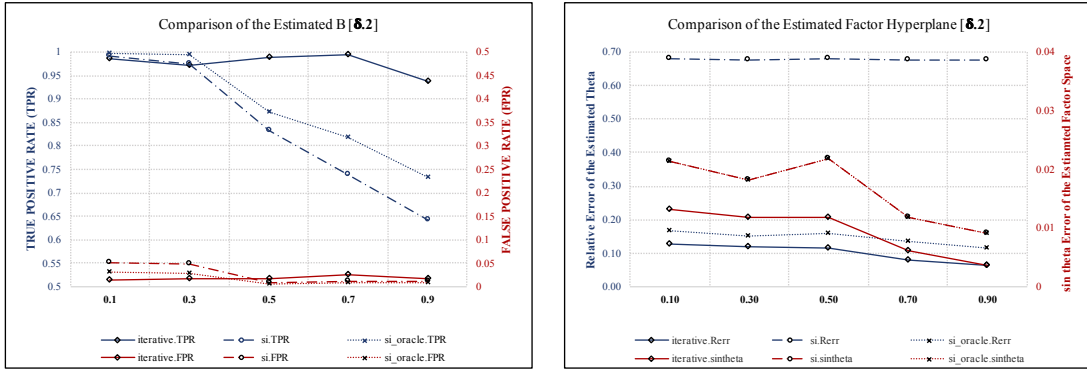 Comparison of the Estimated B [δ.2]
1
0.95
0.9
0.85
0.8
0.75
0.7
0.65
0.6
0.55
0.5
TRUE POSITIVE RATE (TPR)
0.5
0.45
0.4
0.35
0.3
0.25
0.2
0.15
0.1
0.05
0
FALSE POSITIVE RATE (FPR)
0.1 0.3 0.5 0.7 0.9
iterative.TPR si.TPR si_oracle.TPR
iterative.FPR si.FPR si_oracle.FPR
Comparison of the Estimated Factor Hyperplane [δ.2]
0.70
0.60
0.50
0.40
0.30
0.20
0.10
0.00
Relative Error of the Estimated Theta
0.04
0.03
0.02
0.01
0
sin theta Error of the Estiamted Factor Space
0.10 0.30 0.50 0.70 0.90
iterative.Rerr si.Rerr si_oracle.Rerr
iterative.sintheta si.sintheta si_oracle.sintheta